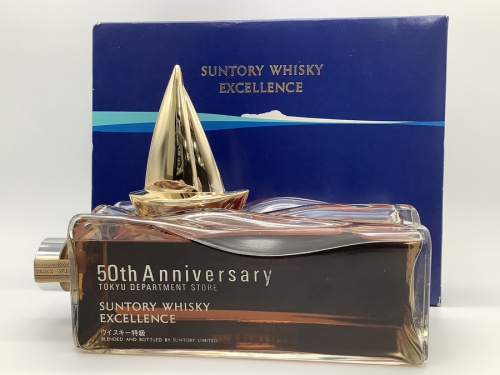 SUNTORY WHISKY
EXCELLENCE
50th Anniversary
TOKYU DEPARTMENT STORE
SUNTORY WHISKY
EXCELLENCE
ウイスキー特級
BLENDED AND BOTTLED BY SUNTORY LIMITED